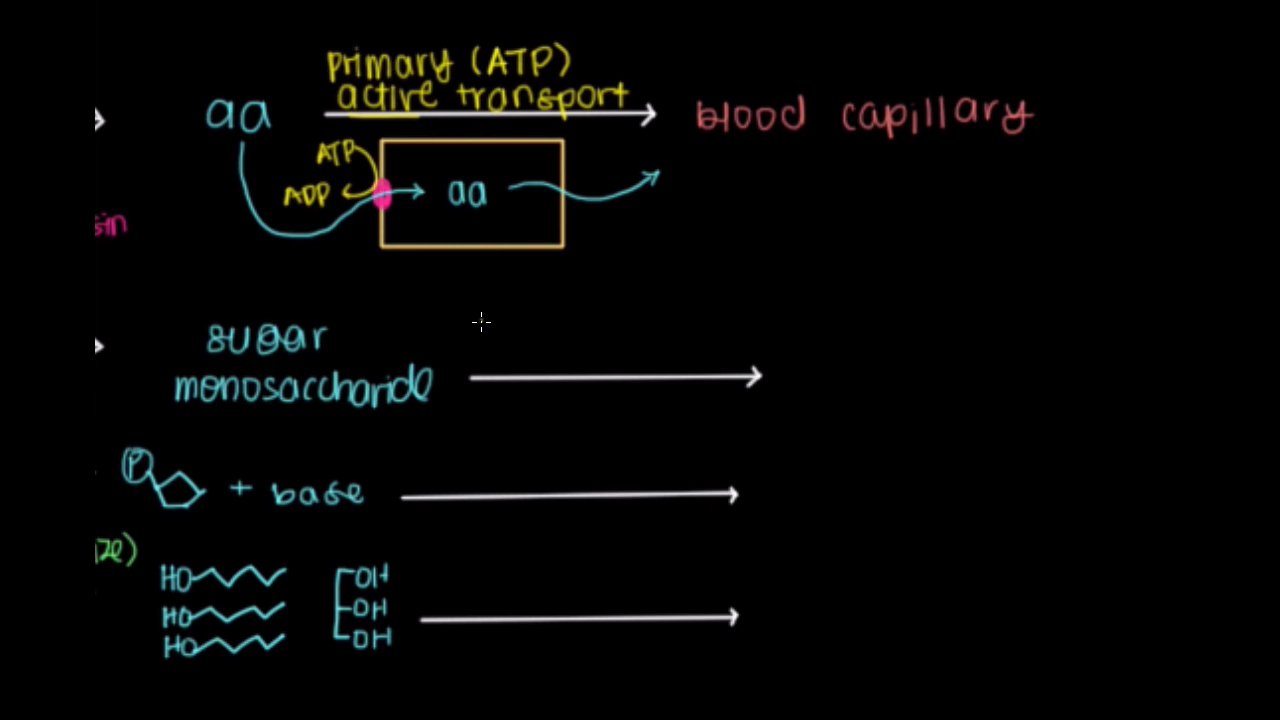 primary (ATP)
aa active transport blood capillary
ATP
ADP aa
sin
sugar
monosaccharide
P + base
HO OH
HO OH
HO OH